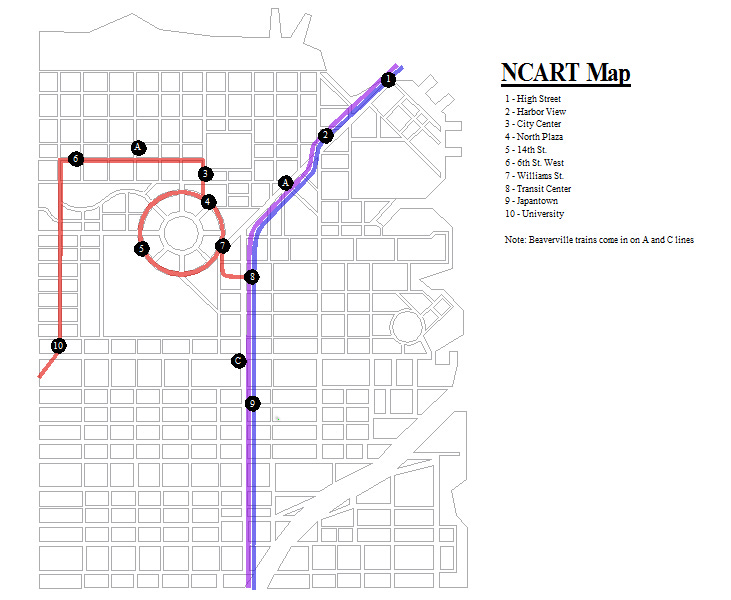 NCART Map
1 - High Street
2 - Harbor View
3 - City Center
4 - North Plaza
5 - 14th St.
6 - 6th St. West
7 - Williams St.
8 - Transit Center
9 - Japantown
10 - University
Note: Beaverville trains come in on A and C lines
1
2
A
6
3
A
4
7
5
8
10
C
9